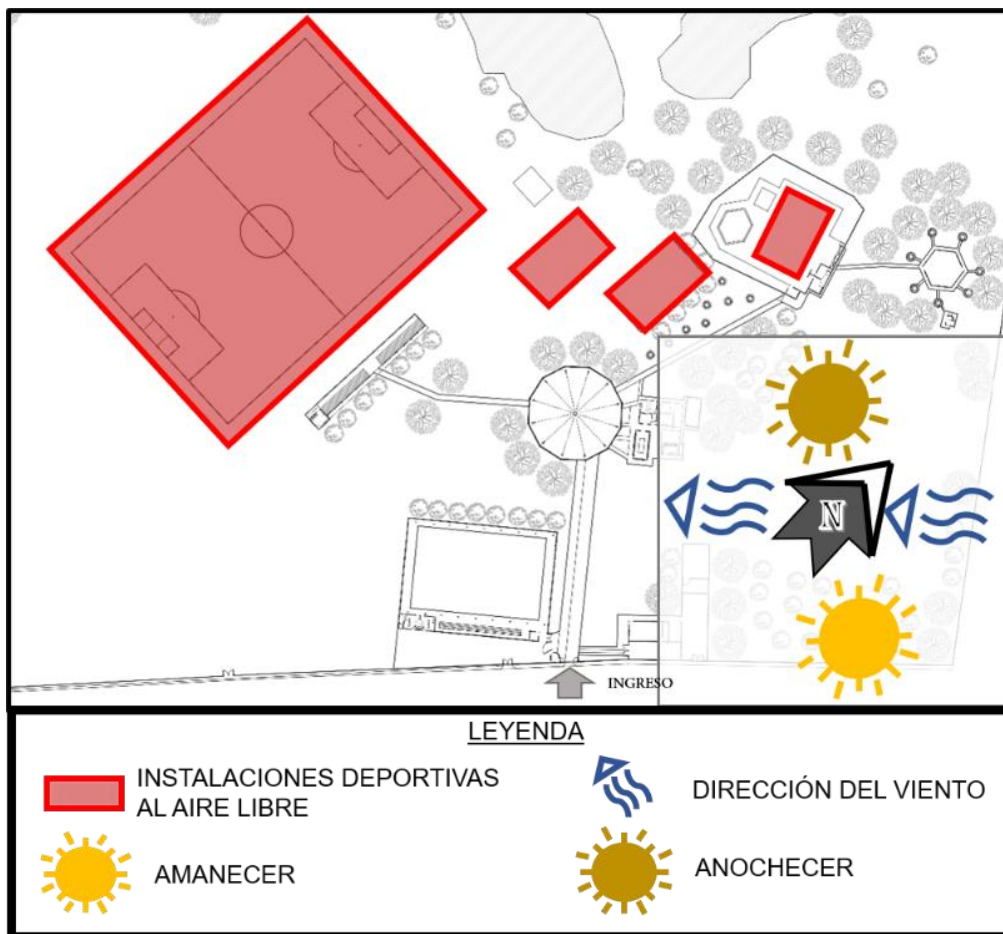 N
INGRESO
LEYENDA
INSTALACIONES DEPORTIVAS
AL AIRE LIBRE
DIRECCIÓN DEL VIENTO
AMANECER
ANOCHECER